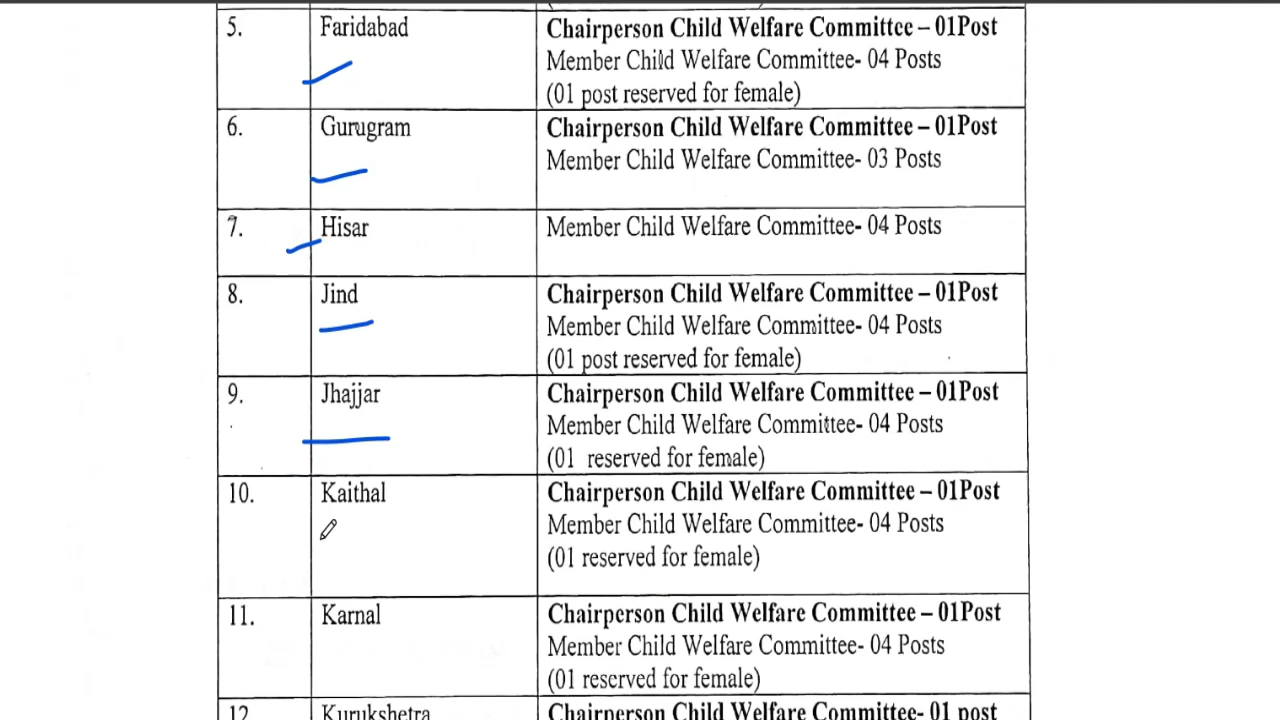 5.
Faridabad
Chairperson Child Welfare Committee – 01Post
Member Child Welfare Committee- 04 Posts
(01 post reserved for female)
6.
Gurugram
Chairperson Child Welfare Committee – 01Post
Member Child Welfare Committee- 03 Posts
7.
Hisar
Member Child Welfare Committee- 04 Posts
8.
Jind
Chairperson Child Welfare Committee – 01Post
Member Child Welfare Committee- 04 Posts
(01 post reserved for female)
9.
Jhajjar
Chairperson Child Welfare Committee – 01Post
Member Child Welfare Committee- 04 Posts
(01 reserved for female)
10.
Kaithal
Chairperson Child Welfare Committee – 01Post
Member Child Welfare Committee- 04 Posts
(01 reserved for female)
11.
Karnal
Chairperson Child Welfare Committee – 01Post
Member Child Welfare Committee- 04 Posts
(01 reserved for female)
12
Kurukshetra
Chairperson Child Welfare Committee- 01 post